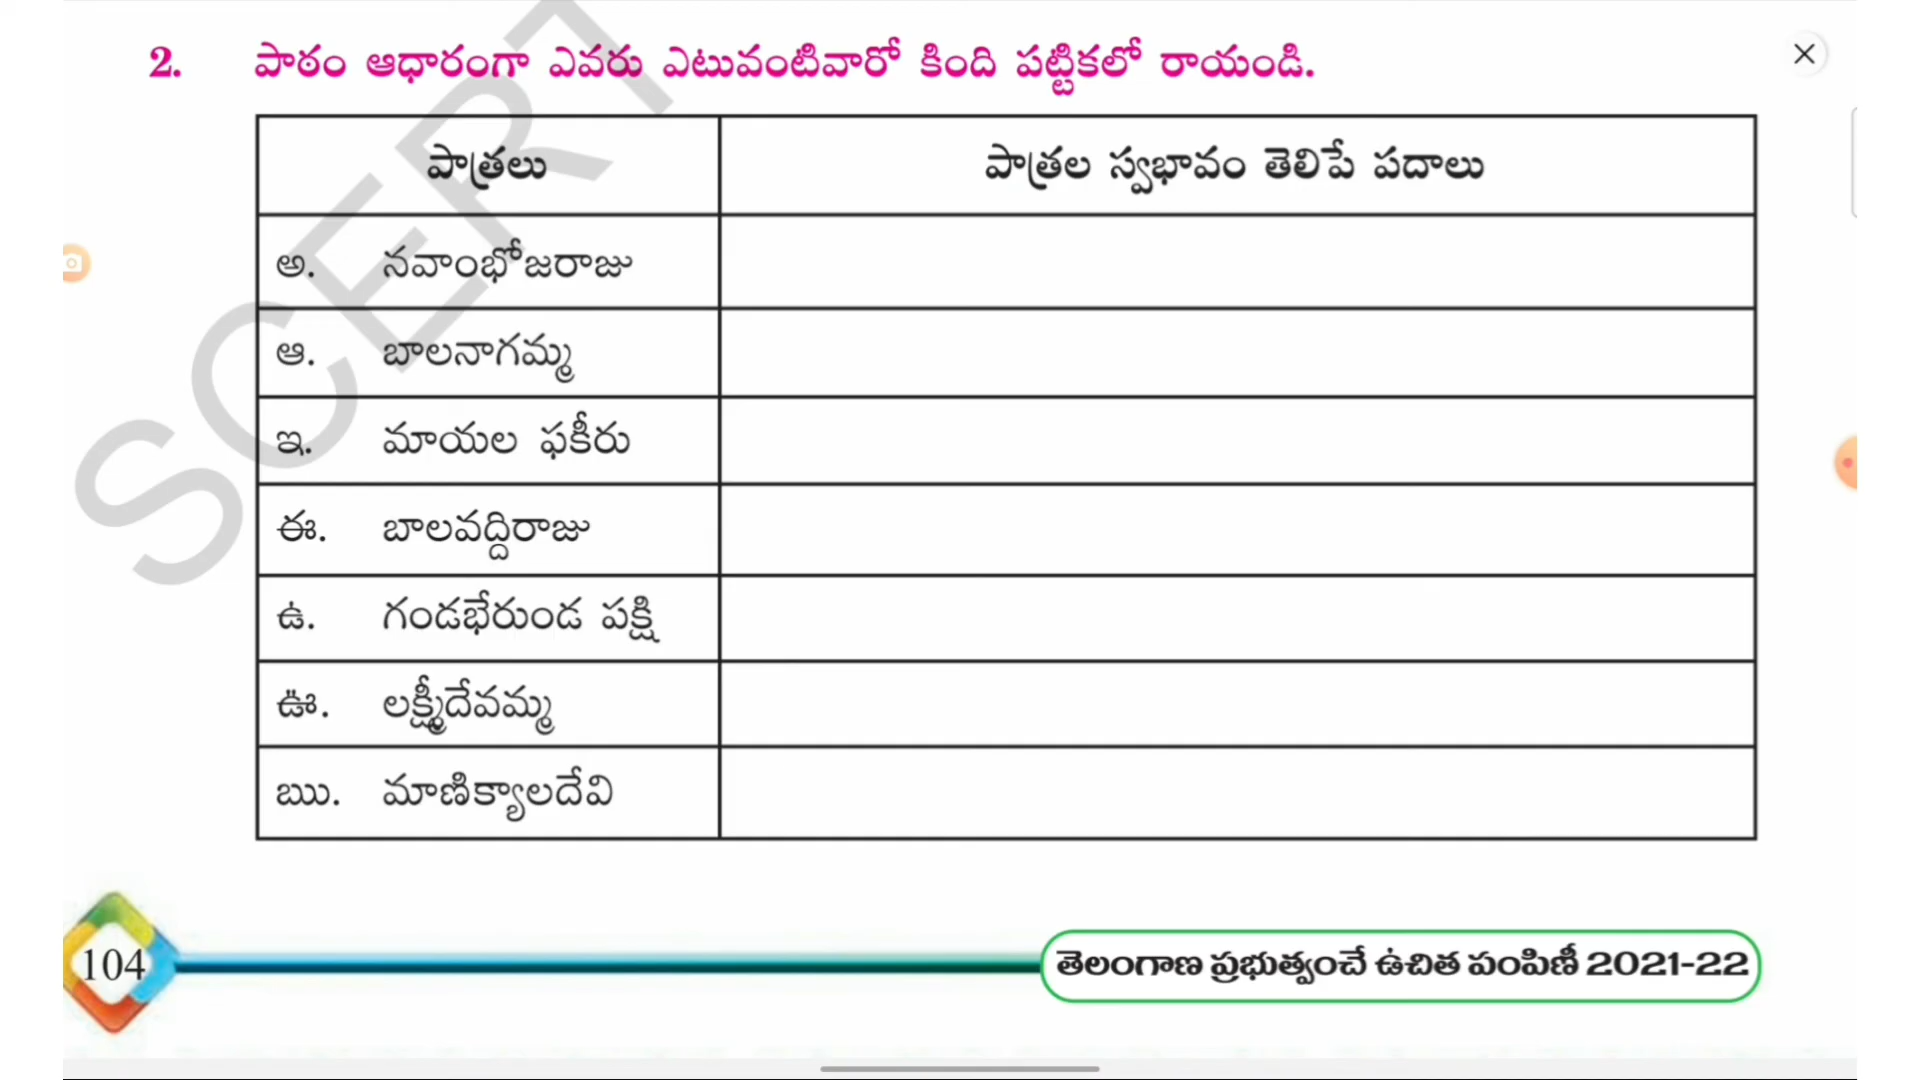 2. పాఠం ఆధారంగా ఎవరు ఎటువంటివారో కింది పట్టికలో రాయండి.
పాత్రలు పాత్రల స్వభావం తెలిపే పదాలు
అ. నవాంభోజరాజు
ఆ. బాలనాగమ్మ
ఇ. మాయల ఫకీరు
ఈ. బాలవద్దిరాజు
ఉ. గండభేరుండ పక్షి
ఊ. లక్ష్మీదేవమ్మ
ఋ. మాణిక్యాలదేవి
SCERT
104 తెలంగాణ ప్రభుత్వంచే ఉచిత పంపిణీ 2021-22